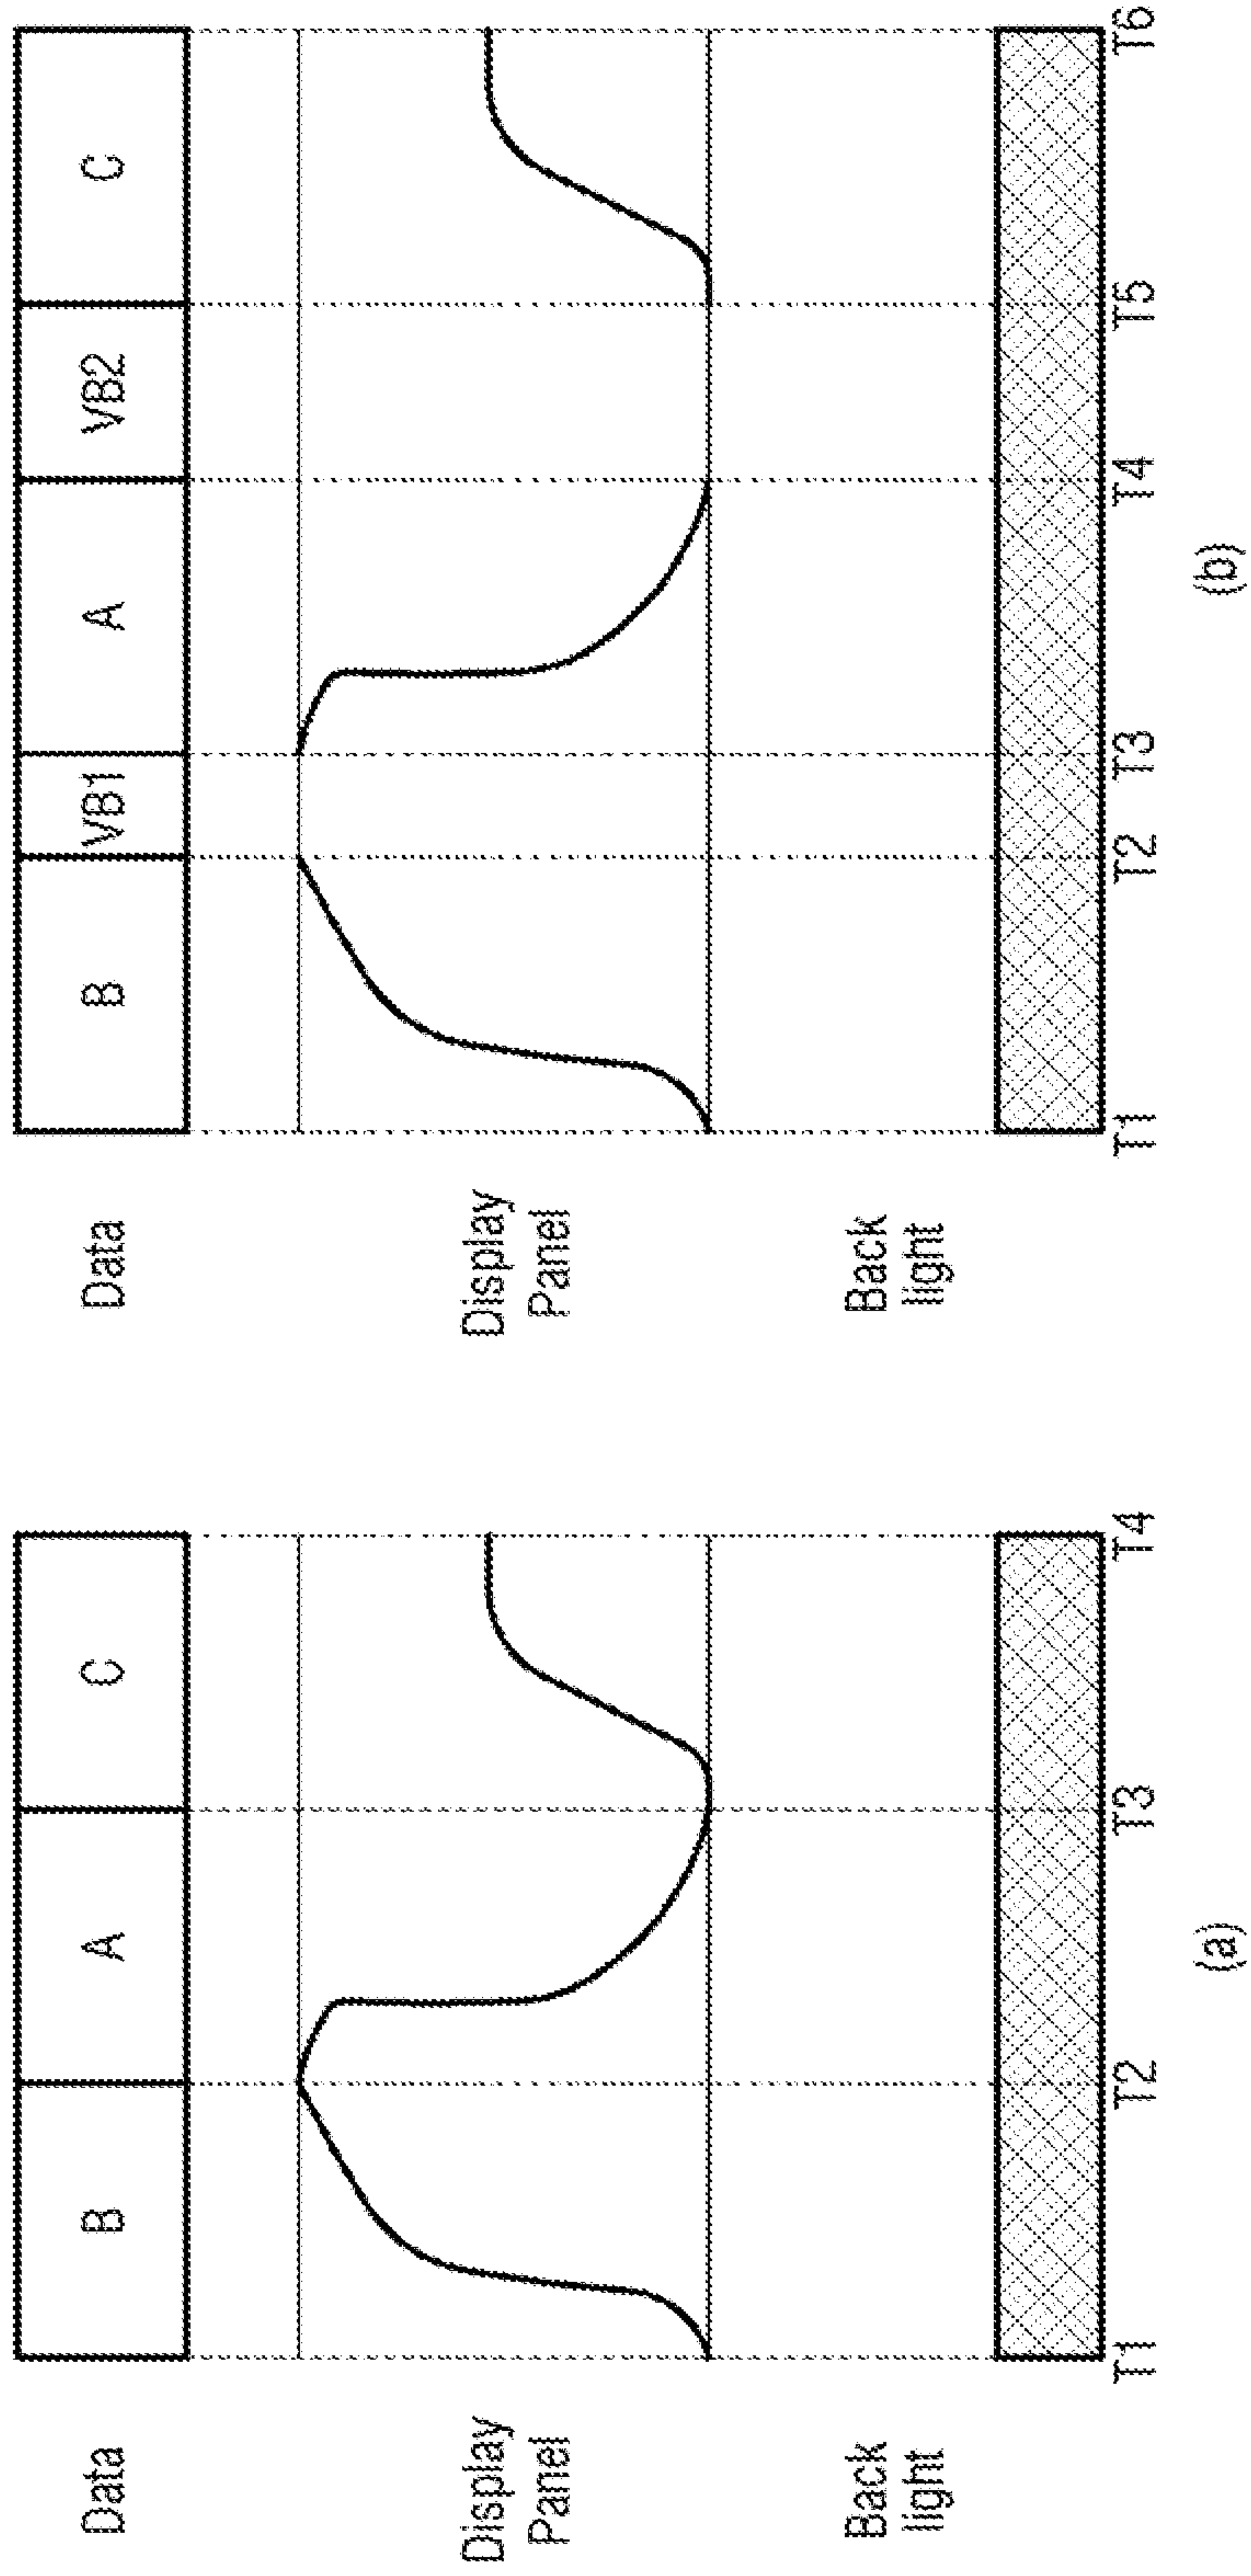 Data
B
A
C
Display
Panel
Back
light
T1
T2
T3
T4
(a)
Data
B
VB1
A
VB2
C
Display
Panel
Back
light
T1
T2
T3
T4
T5
T6
(b)